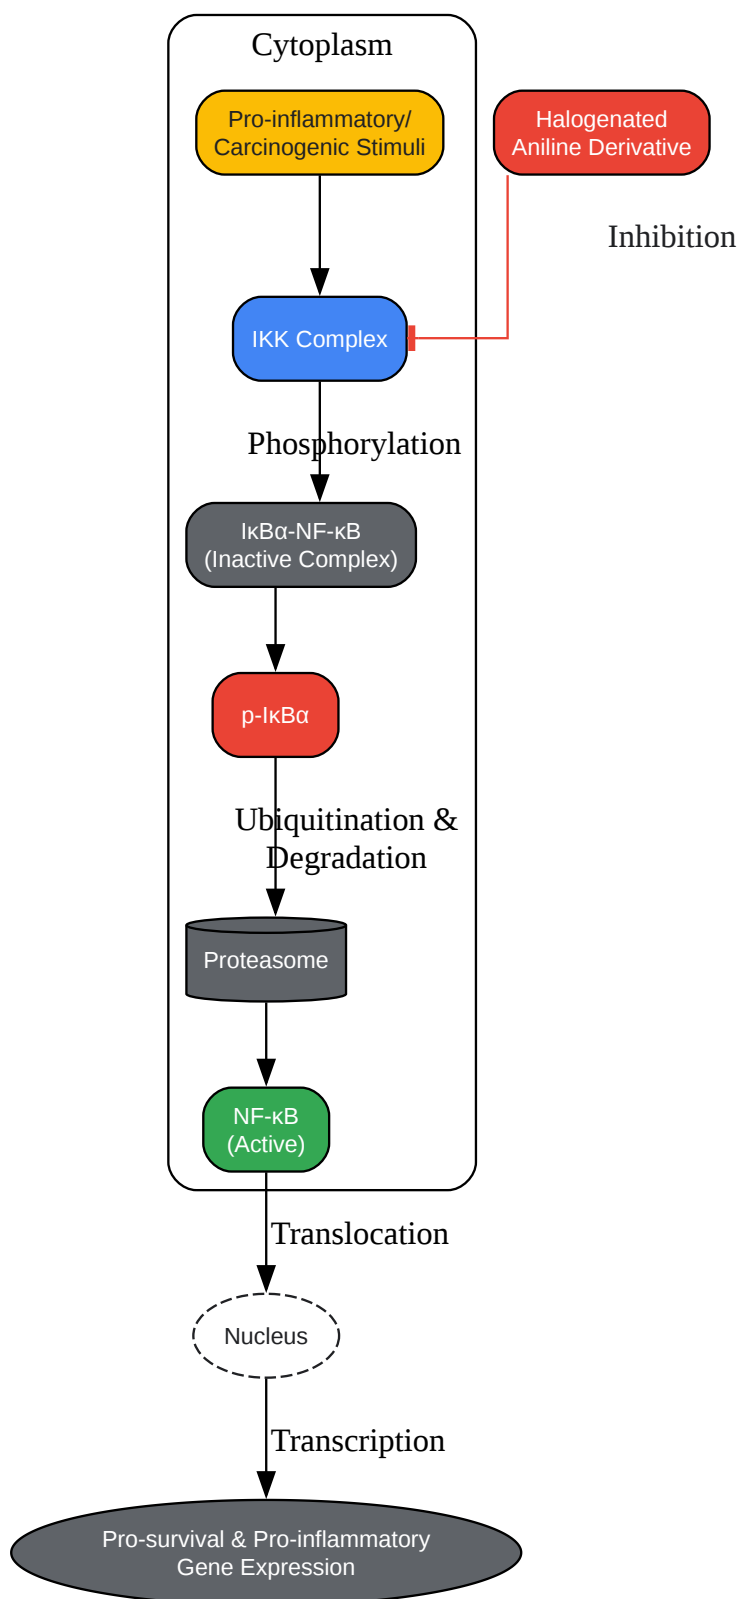 Cytoplasm
Pro-inflammatory/
Carcinogenic Stimuli
Halogenated
Aniline Derivative
Inhibition
IKK Complex
Phosphorylation
IκBα-NF-κB
(Inactive Complex)
p-IκBα
Ubiquitination &
Degradation
Proteasome
NF-κB
(Active)
Translocation
Nucleus
Transcription
Pro-survival & Pro-inflammatory
Gene Expression